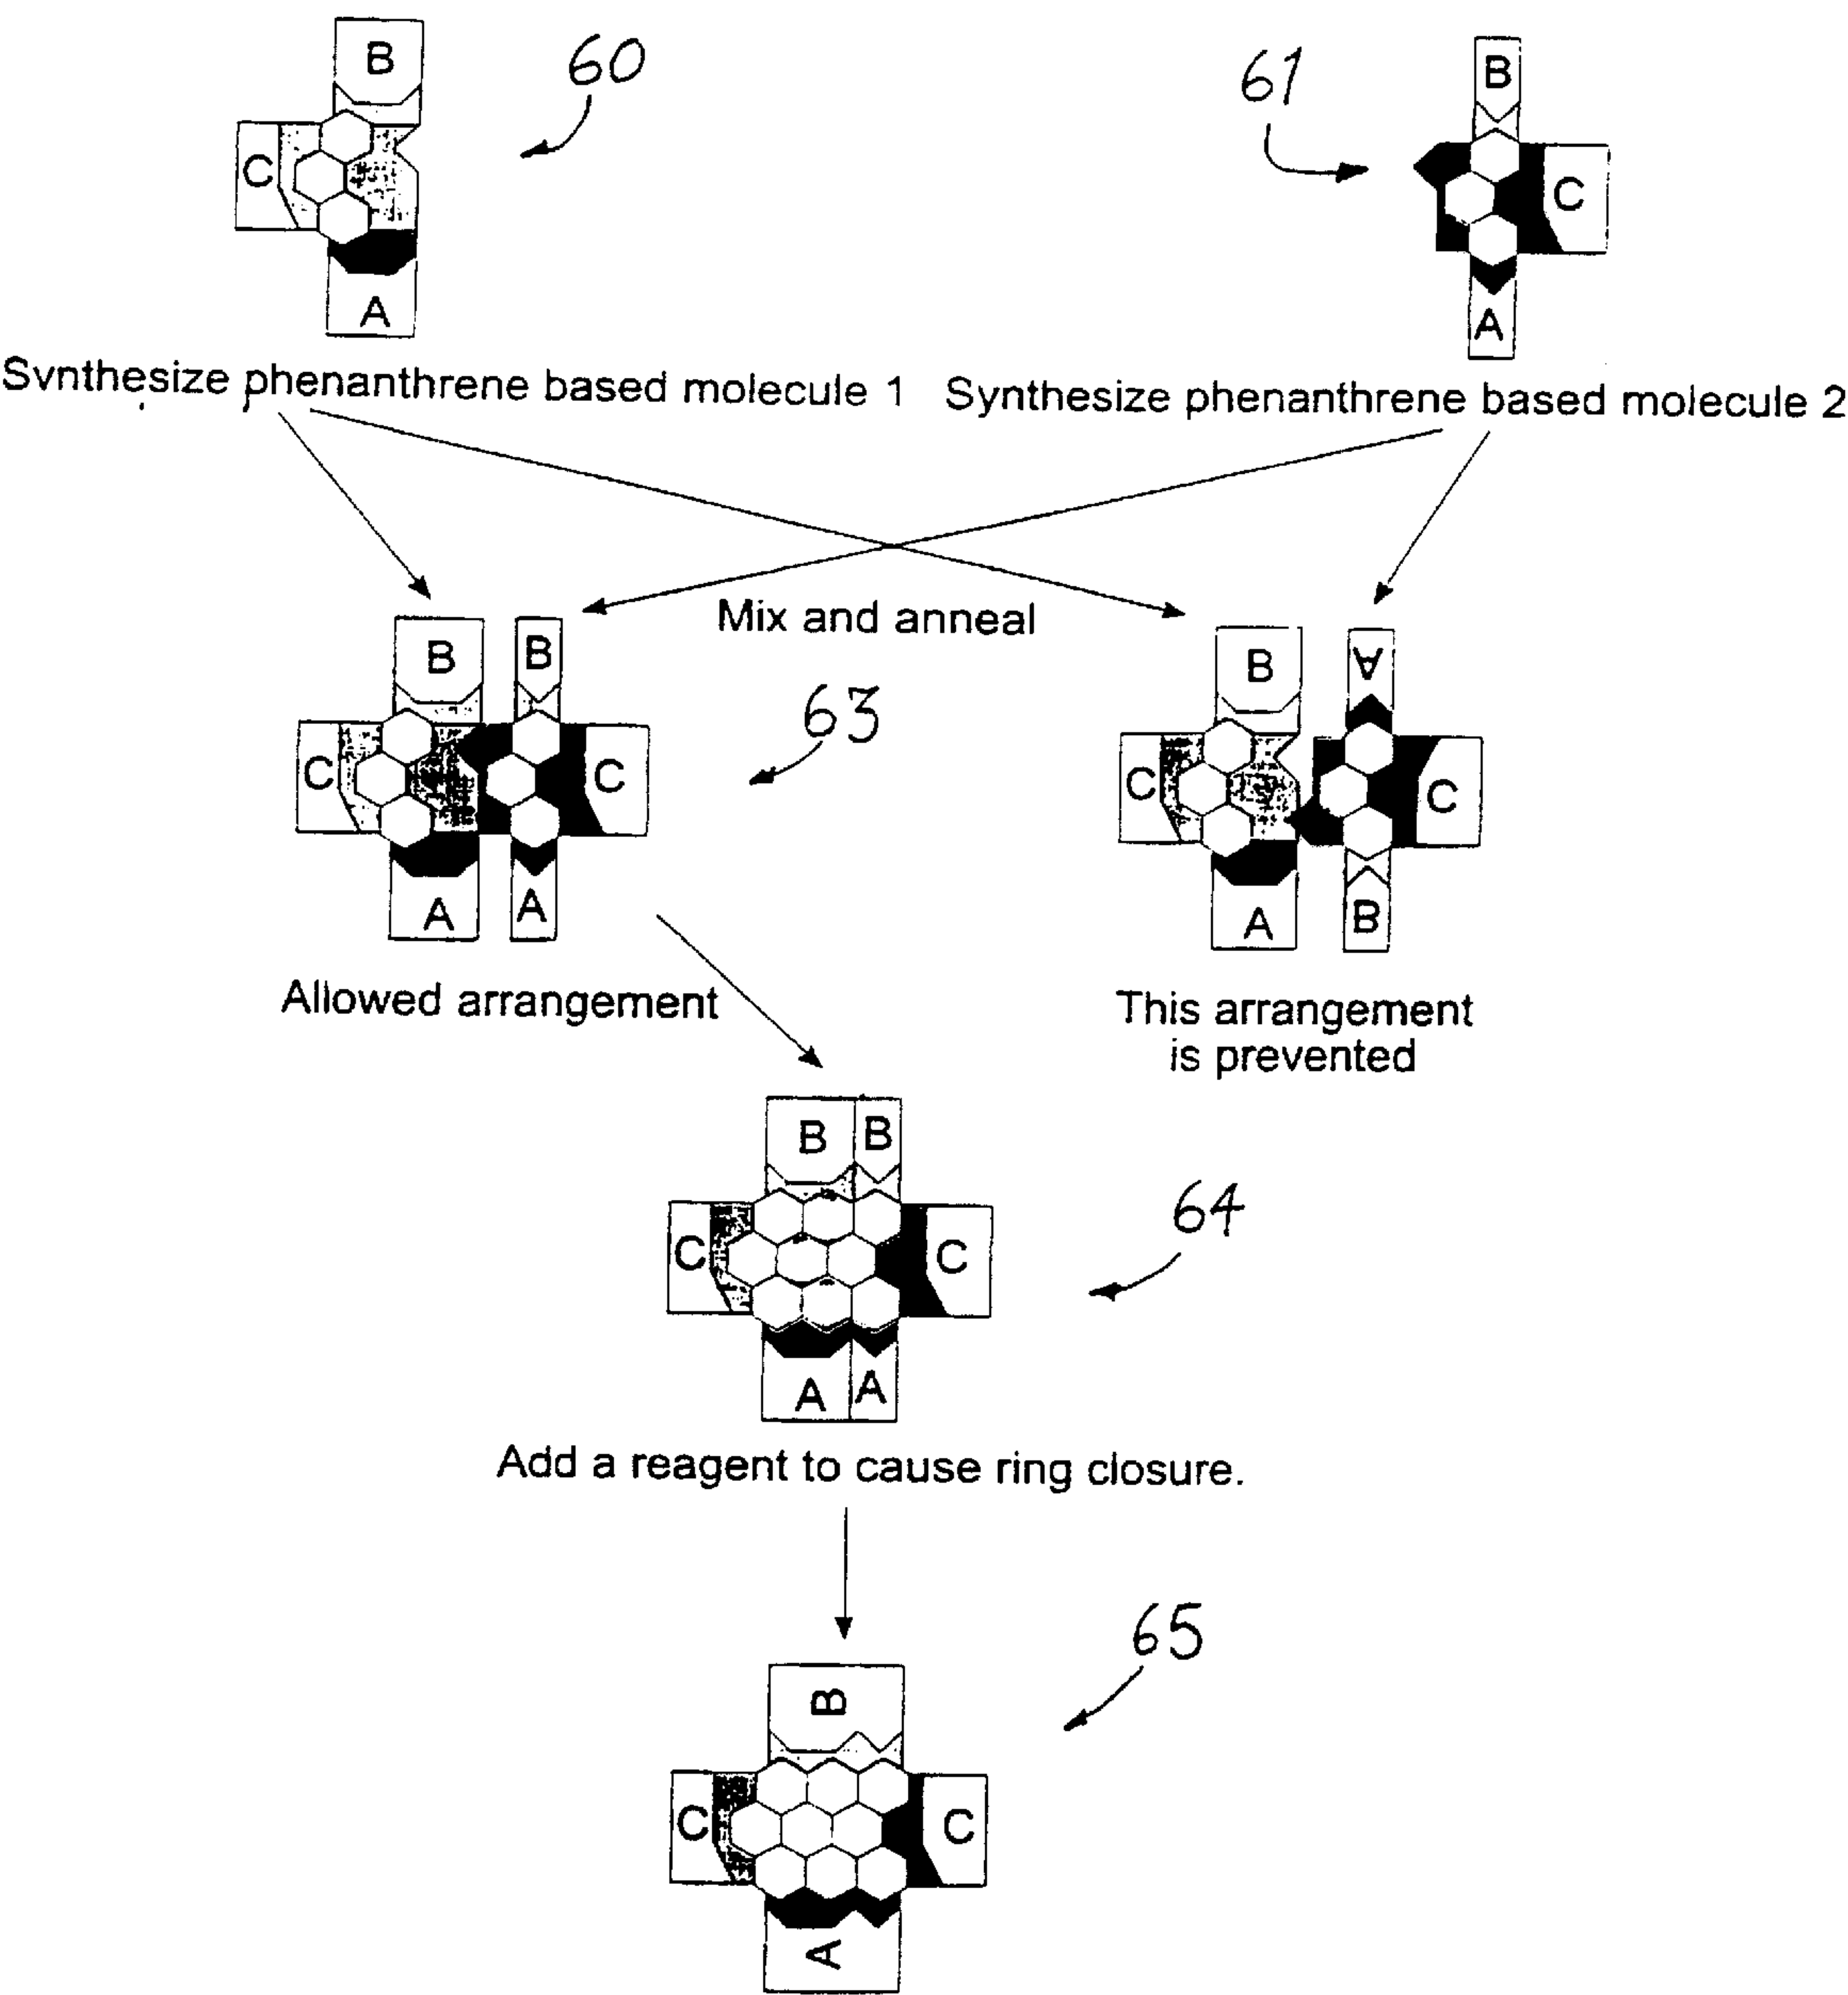 B
60
C
A
61
B
C
A
Svnthesize phenanthrene based molecule 1
Synthesize phenanthrene based molecule 2
Mix and anneal
B B
63
C C
A A
B A
C C
A B
Allowed arrangement
This arrangement
is prevented
B B
64
C C
A A
Add a reagent to cause ring closure.
65
B
C C
A